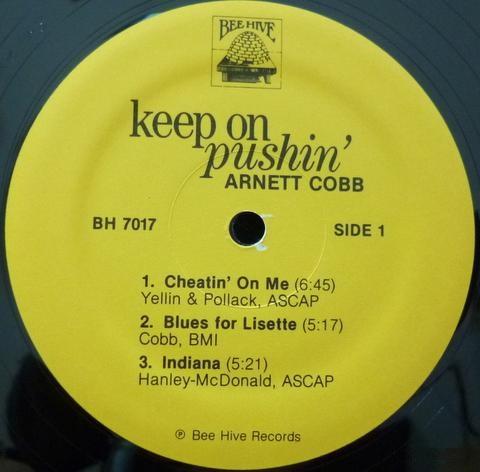 BEE HIVE
keep on
pushin'
ARNETT COBB
BH 7017
SIDE 1
1. Cheatin' On Me (6:45)
Yellin & Pollack, ASCAP
2. Blues for Lisette (5:17)
Cobb, BMI
3. Indiana (5:21)
Hanley-McDonald, ASCAP
℗ Bee Hive Records